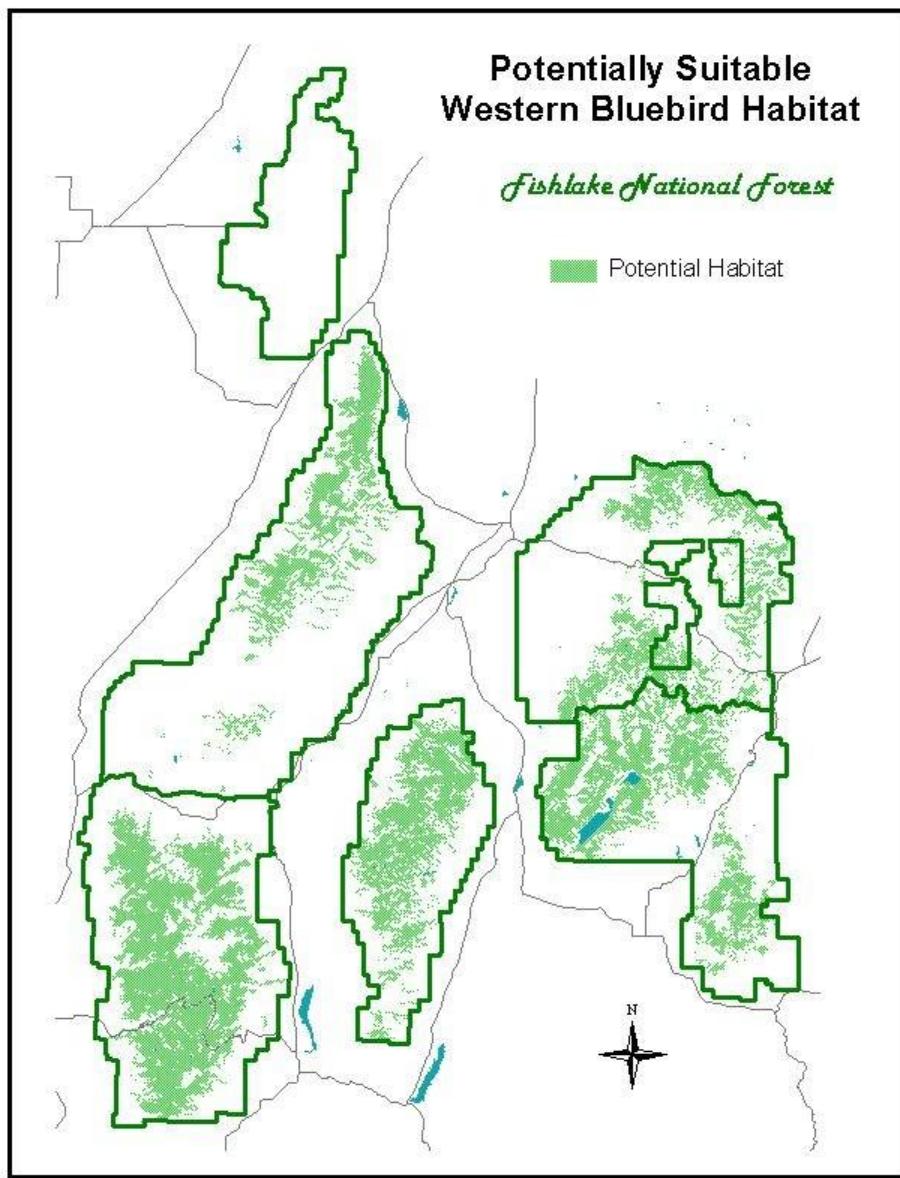 Potentially Suitable
Western Bluebird Habitat
Fishlake National Forest
Potential Habitat
N